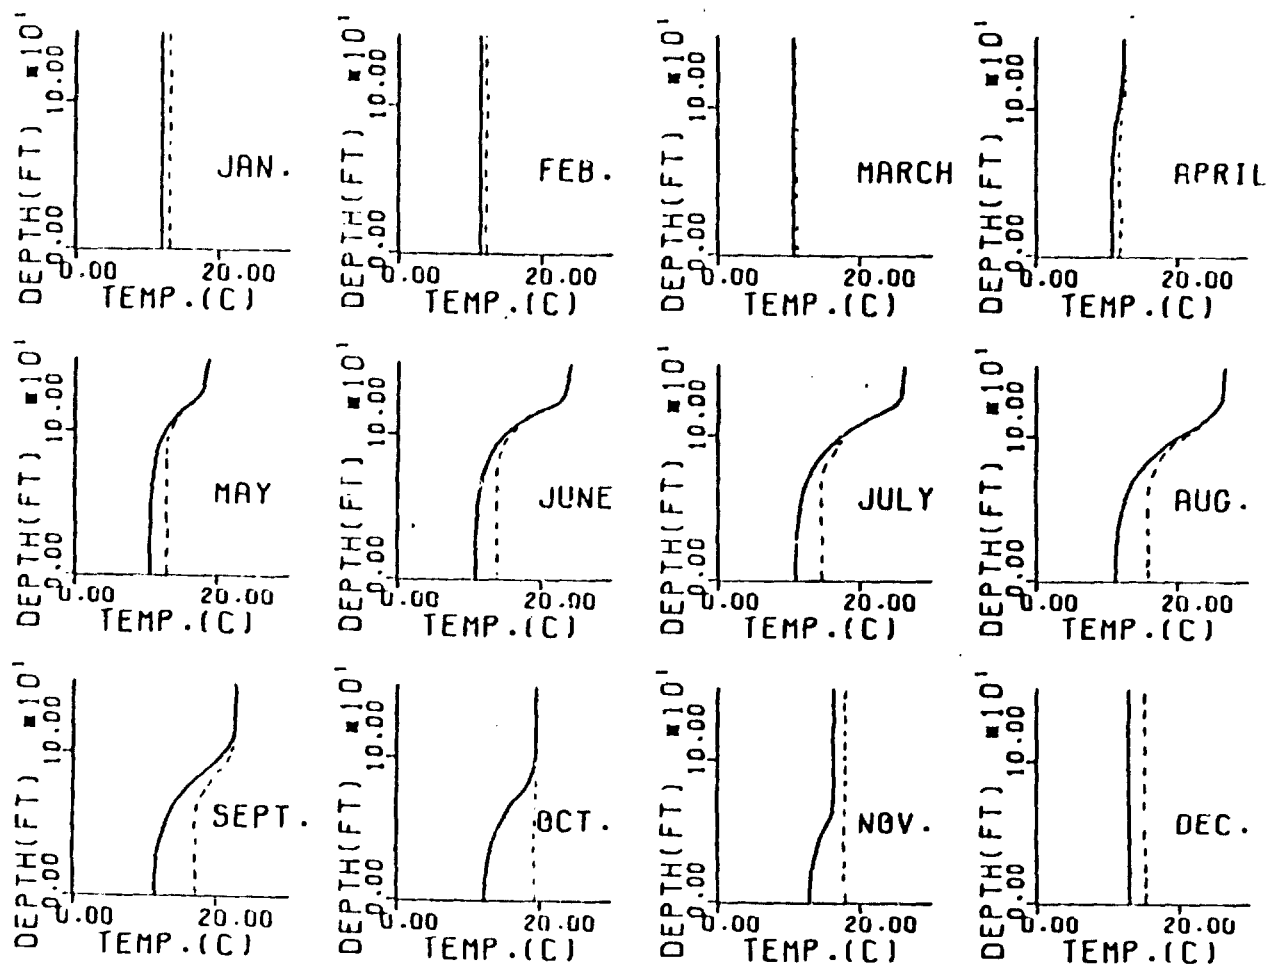 DEPTH(FT) *10¹
10.00
0.00
JAN.
0.00 20.00
TEMP.(C)
DEPTH(FT) *10¹
10.00
0.00
FEB.
0.00 20.00
TEMP.(C)
DEPTH(FT) *10¹
10.00
0.00
MARCH
0.00 20.00
TEMP.(C)
DEPTH(FT) *10¹
10.00
0.00
APRIL
0.00 20.00
TEMP.(C)
DEPTH(FT) *10¹
10.00
0.00
MAY
0.00 20.00
TEMP.(C)
DEPTH(FT) *10¹
10.00
0.00
JUNE
0.00 20.00
TEMP.(C)
DEPTH(FT) *10¹
10.00
0.00
JULY
0.00 20.00
TEMP.(C)
DEPTH(FT) *10¹
10.00
0.00
AUG.
0.00 20.00
TEMP.(C)
DEPTH(FT) *10¹
10.00
0.00
SEPT.
0.00 20.00
TEMP.(C)
DEPTH(FT) *10¹
10.00
0.00
OCT.
0.00 20.00
TEMP.(C)
DEPTH(FT) *10¹
10.00
0.00
NOV.
0.00 20.00
TEMP.(C)
DEPTH(FT) *10¹
10.00
0.00
DEC.
0.00 20.00
TEMP.(C)